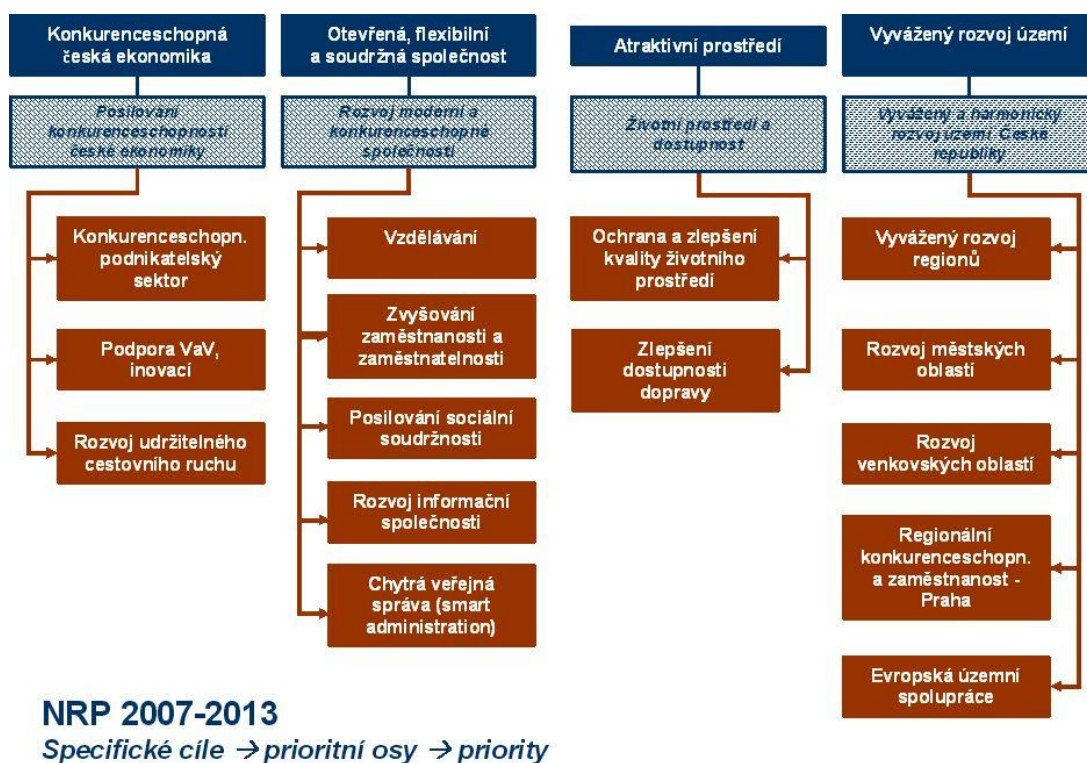 Konkurenceschopná
česká ekonomika
Posilování
konkurenceschopnosti
české ekonomiky
Konkurenceschopn.
podnikatelský
sektor
Podpora VaV,
inovací
Rozvoj udržitelného
cestovního ruchu
Otevřená, flexibilní
a soudržná společnost
Rozvoj moderní a
konkurenceschopné
společnosti
Vzdělávání
Zvyšování
zaměstnanosti a
zaměstnatelnosti
Posilování sociální
soudržnosti
Rozvoj informační
společnosti
Chytrá veřejná
správa (smart
administration)
Atraktivní prostředí
Životní prostředí a
dostupnost
Ochrana a zlepšení
kvality životního
prostředí
Zlepšení
dostupnosti
dopravy
Vyvážený rozvoj území
Vyvážený a harmonický
rozvoj území České
republiky
Vyvážený rozvoj
regionů
Rozvoj městských
oblastí
Rozvoj
venkovských oblastí
Regionální
konkurenceschopn.
a zaměstnanost -
Praha
Evropská územní
spolupráce
NRP 2007-2013
Specifické cíle → prioritní osy → priority